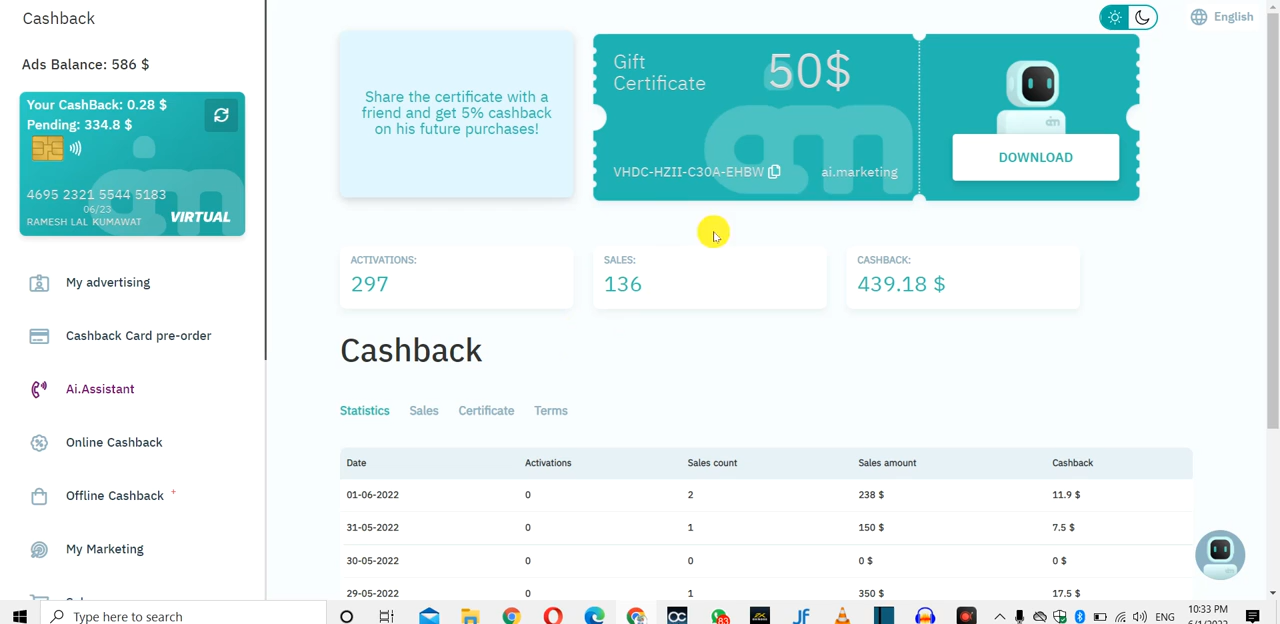 Cashback
Ads Balance: 586 $
Your CashBack: 0.28 $
Pending: 334.8 $
4695 2321 5544 5183
06/23
RAMESH LAL KUMAWAT
VIRTUAL
My advertising
Cashback Card pre-order
Ai.Assistant
Online Cashback
Offline Cashback *
My Marketing
English
Share the certificate with a
friend and get 5% cashback
on his future purchases!
Gift
Certificate
50$
VHDC-HZII-C30A-EHBW
ai.marketing
DOWNLOAD
ACTIVATIONS:
297
SALES:
136
CASHBACK:
439.18 $
Cashback
Statistics Sales Certificate Terms
Date Activations Sales count Sales amount Cashback
01-06-2022 0 2 238 $ 11.9 $
31-05-2022 0 1 150 $ 7.5 $
30-05-2022 0 0 0 $ 0 $
29-05-2022 0 1 350 $ 17.5 $
Type here to search
83
ENG
10:33 PM